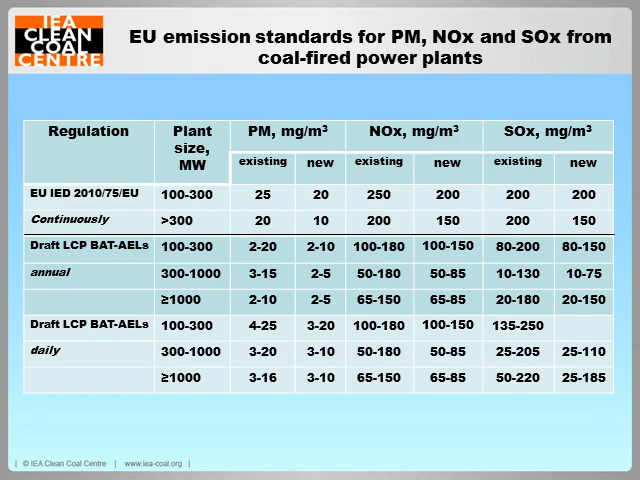 IEA
CLEAN
COAL
CENTRE
EU emission standards for PM, NOx and SOx from
coal-fired power plants
Regulation Plant size, MW PM, mg/m3 NOx, mg/m3 SOx, mg/m3
existing new existing new existing new
EU IED 2010/75/EU 100-300 25 20 250 200 200 200
Continuously >300 20 10 200 150 200 150
Draft LCP BAT-AELs 100-300 2-20 2-10 100-180 100-150 80-200 80-150
annual 300-1000 3-15 2-5 50-180 50-85 10-130 10-75
≥1000 2-10 2-5 65-150 65-85 20-180 20-150
Draft LCP BAT-AELs 100-300 4-25 3-20 100-180 100-150 135-250
daily 300-1000 3-20 3-10 50-180 50-85 25-205 25-110
≥1000 3-16 3-10 65-150 65-85 50-220 25-185
| © IEA Clean Coal Centre | www.iea-coal.org |